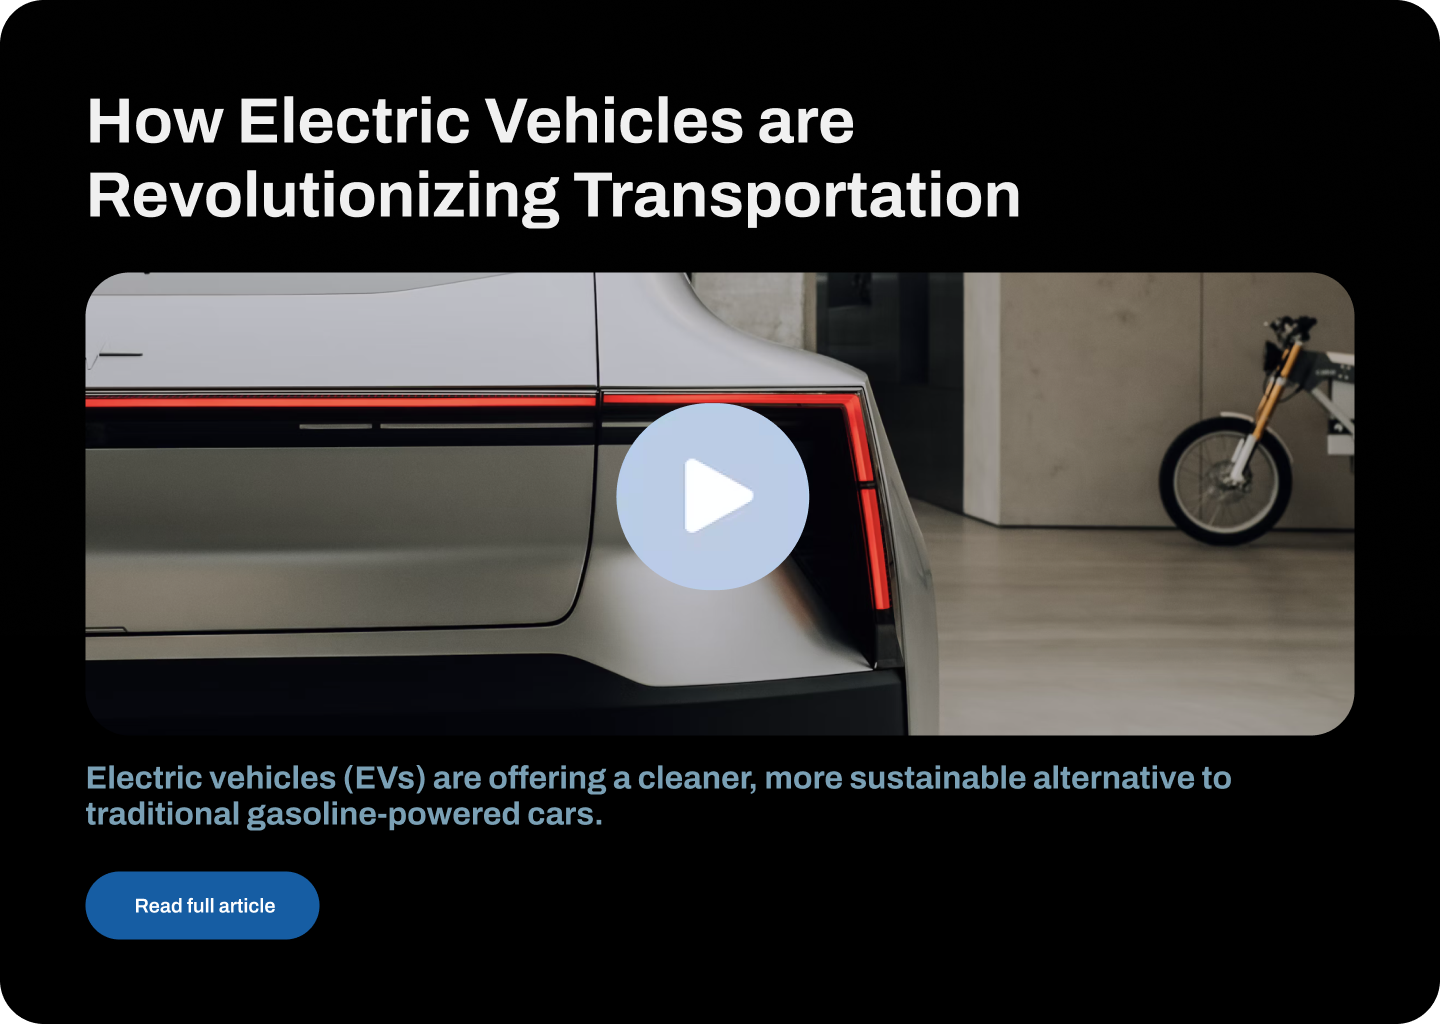 How Electric Vehicles are
Revolutionizing Transportation
Electric vehicles (EVs) are offering a cleaner, more sustainable alternative to
traditional gasoline-powered cars.
Read full article